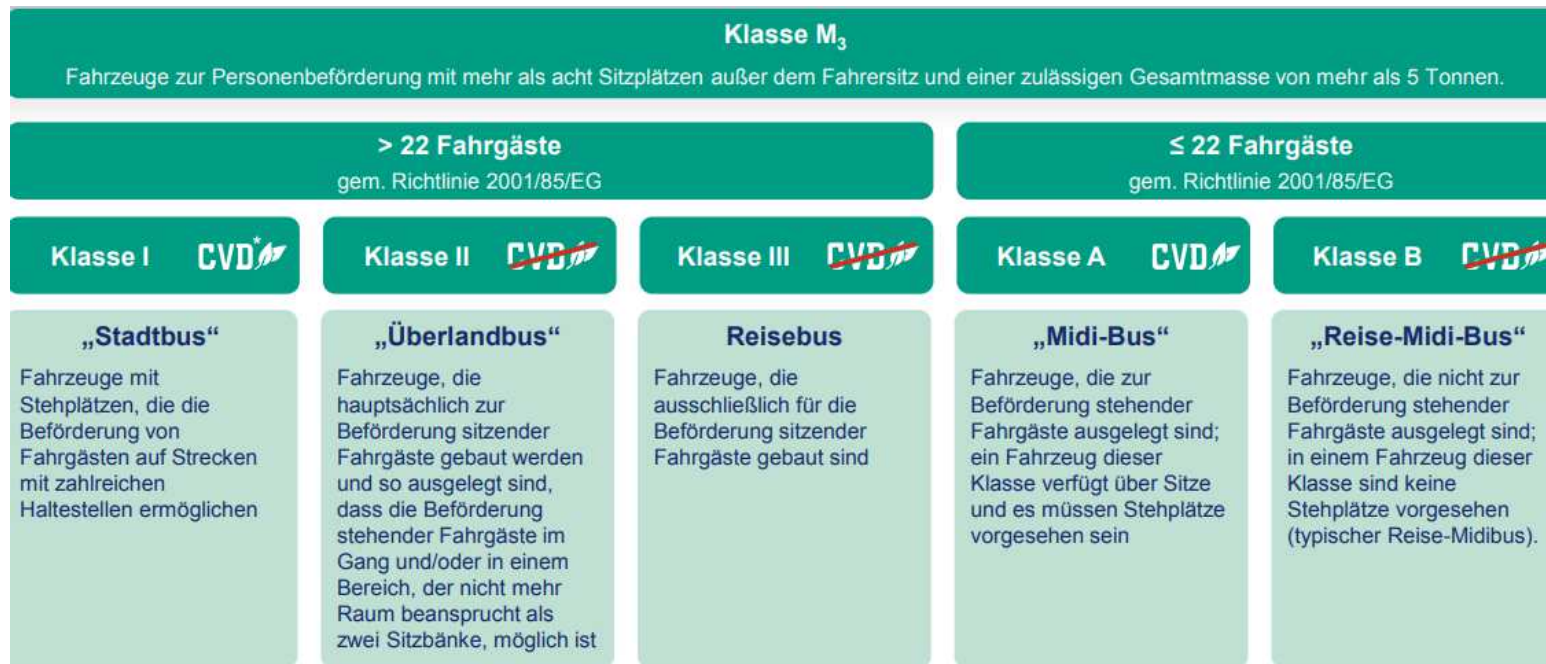 Klasse M3
Fahrzeuge zur Personenbeförderung mit mehr als acht Sitzplätzen außer dem Fahrersitz und einer zulässigen Gesamtmasse von mehr als 5 Tonnen.
> 22 Fahrgäste
gem. Richtlinie 2001/85/EG
≤ 22 Fahrgäste
gem. Richtlinie 2001/85/EG
Klasse I CVD*
Klasse II CVD
Klasse III CVD
Klasse A CVD
Klasse B CVD
„Stadtbus“
Fahrzeuge mit
Stehplätzen, die die
Beförderung von
Fahrgästen auf Strecken
mit zahlreichen
Haltestellen ermöglichen
„Überlandbus“
Fahrzeuge, die
hauptsächlich zur
Beförderung sitzender
Fahrgäste gebaut werden
und so ausgelegt sind,
dass die Beförderung
stehender Fahrgäste im
Gang und/oder in einem
Bereich, der nicht mehr
Raum beansprucht als
zwei Sitzbänke, möglich ist
Reisebus
Fahrzeuge, die
ausschließlich für die
Beförderung sitzender
Fahrgäste gebaut sind
„Midi-Bus“
Fahrzeuge, die zur
Beförderung stehender
Fahrgäste ausgelegt sind;
ein Fahrzeug dieser
Klasse verfügt über Sitze
und es müssen Stehplätze
vorgesehen sein
„Reise-Midi-Bus“
Fahrzeuge, die nicht zur
Beförderung stehender
Fahrgäste ausgelegt sind;
in einem Fahrzeug dieser
Klasse sind keine
Stehplätze vorgesehen
(typischer Reise-Midibus).